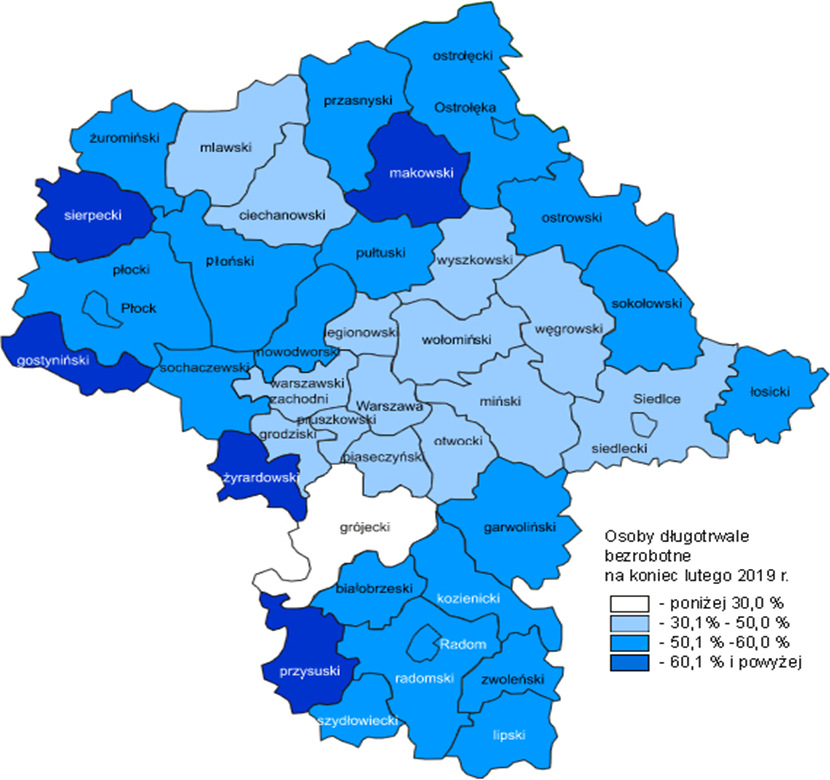 ostrołęcki
przasnyski
Ostrołęka
żuromiński
mlawski
makowski
sierpecki
ciechanowski
ostrowski
płocki
płoński
pułtuski
wyszkowski
Płock
sokołowski
legionowski
wołomiński
węgrowski
gostyniński
nowodworski
sochaczewski
warszawski
zachodni
Warszawa
miński
Siedlce
łosicki
pruszkowski
grodziski
otwocki
siedlecki
piaseczyński
żyrardowski
grójecki
garwoliński
białobrzeski
kozienicki
Radom
przysuski
radomski
zwoleński
szydłowiecki
lipski
Osoby długotrwale
bezrobotne
na koniec lutego 2019 r.
- poniżej 30,0 %
- 30,1% - 50,0 %
- 50,1 % -60,0 %
- 60,1 % i powyżej